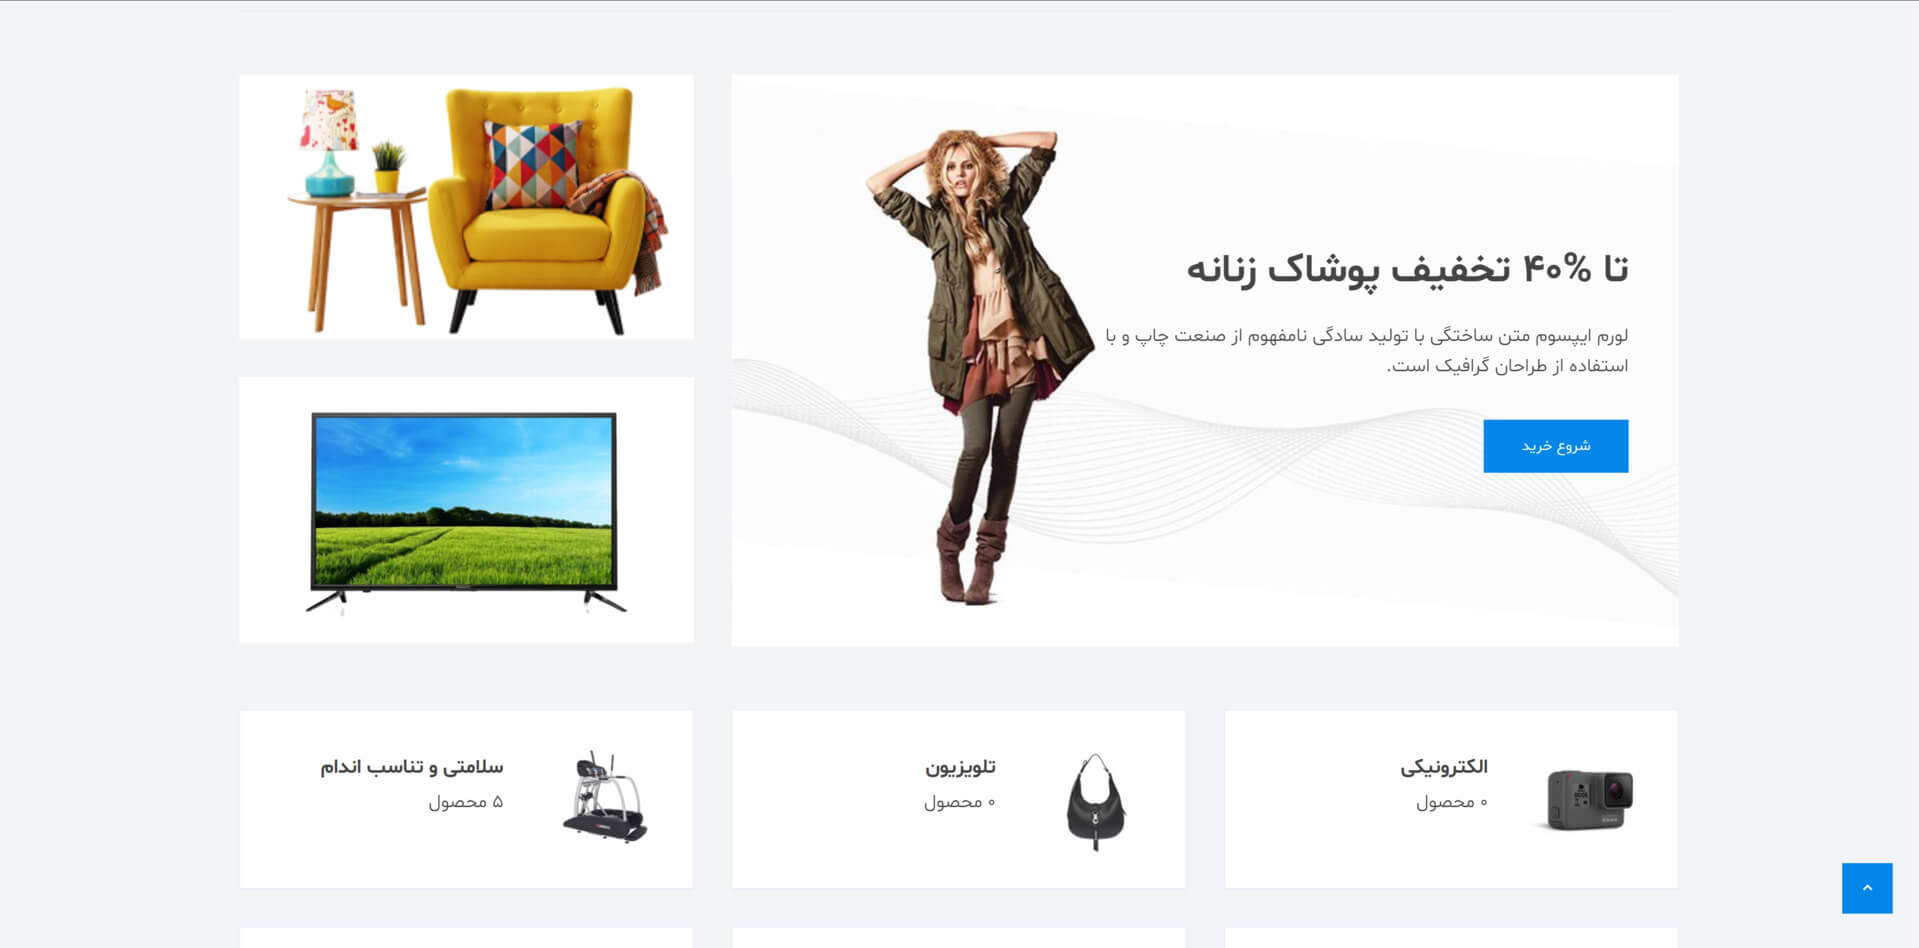 تا %۴۰ تخفیف پوشاک زنانه
لورم ایپسوم متن ساختگی با تولید سادگی نامفهوم از صنعت چاپ و با
استفاده از طراحان گرافیک است.
شروع خرید
الکترونیکی
۰ محصول
تلویزیون
۰ محصول
سلامتی و تناسب اندام
۵ محصول